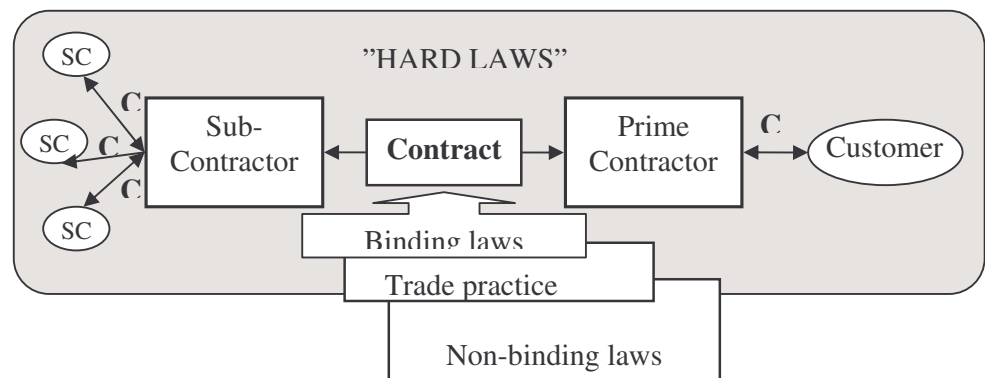 "HARD LAWS"
SC
C
SC
C
C
SC
Sub-
Contractor
Contract
Prime
Contractor
C
Customer
Binding laws
Trade practice
Non-binding laws